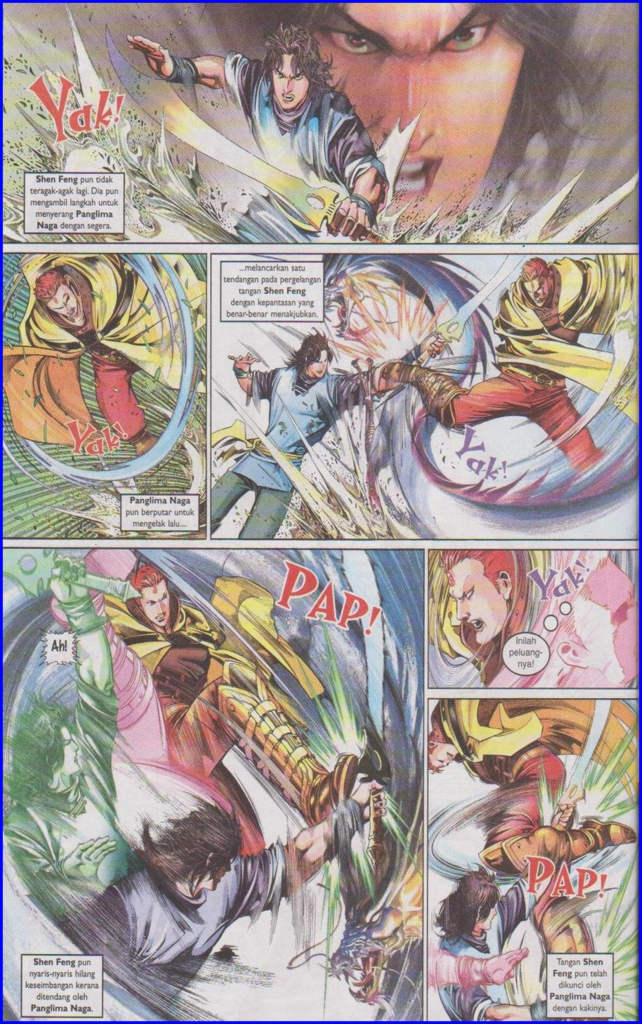 Yak!
Shen Feng pun tidak
teragak-agak lagi. Dia pun
mengambil langkah untuk
menyerang Panglima
Naga dengan segera.
Yak!
Panglima Naga
pun berputar untuk
mengelak lalu....
...melancarkan satu
tendangan pada pergelangan
tangan Shen Feng
dengan kepantasan yang
benar-benar menakjubkan.
Yak!
PAP!
Ah!
Shen Feng pun
nyaris-nyaris hilang
keseimbangan kerana
ditendang oleh
Panglima Naga.
Yak!
Inilah
peluang-
nya!
PAP!
Tangan Shen
Feng pun telah
dikunci oleh
Panglima Naga
dengan kakinya.